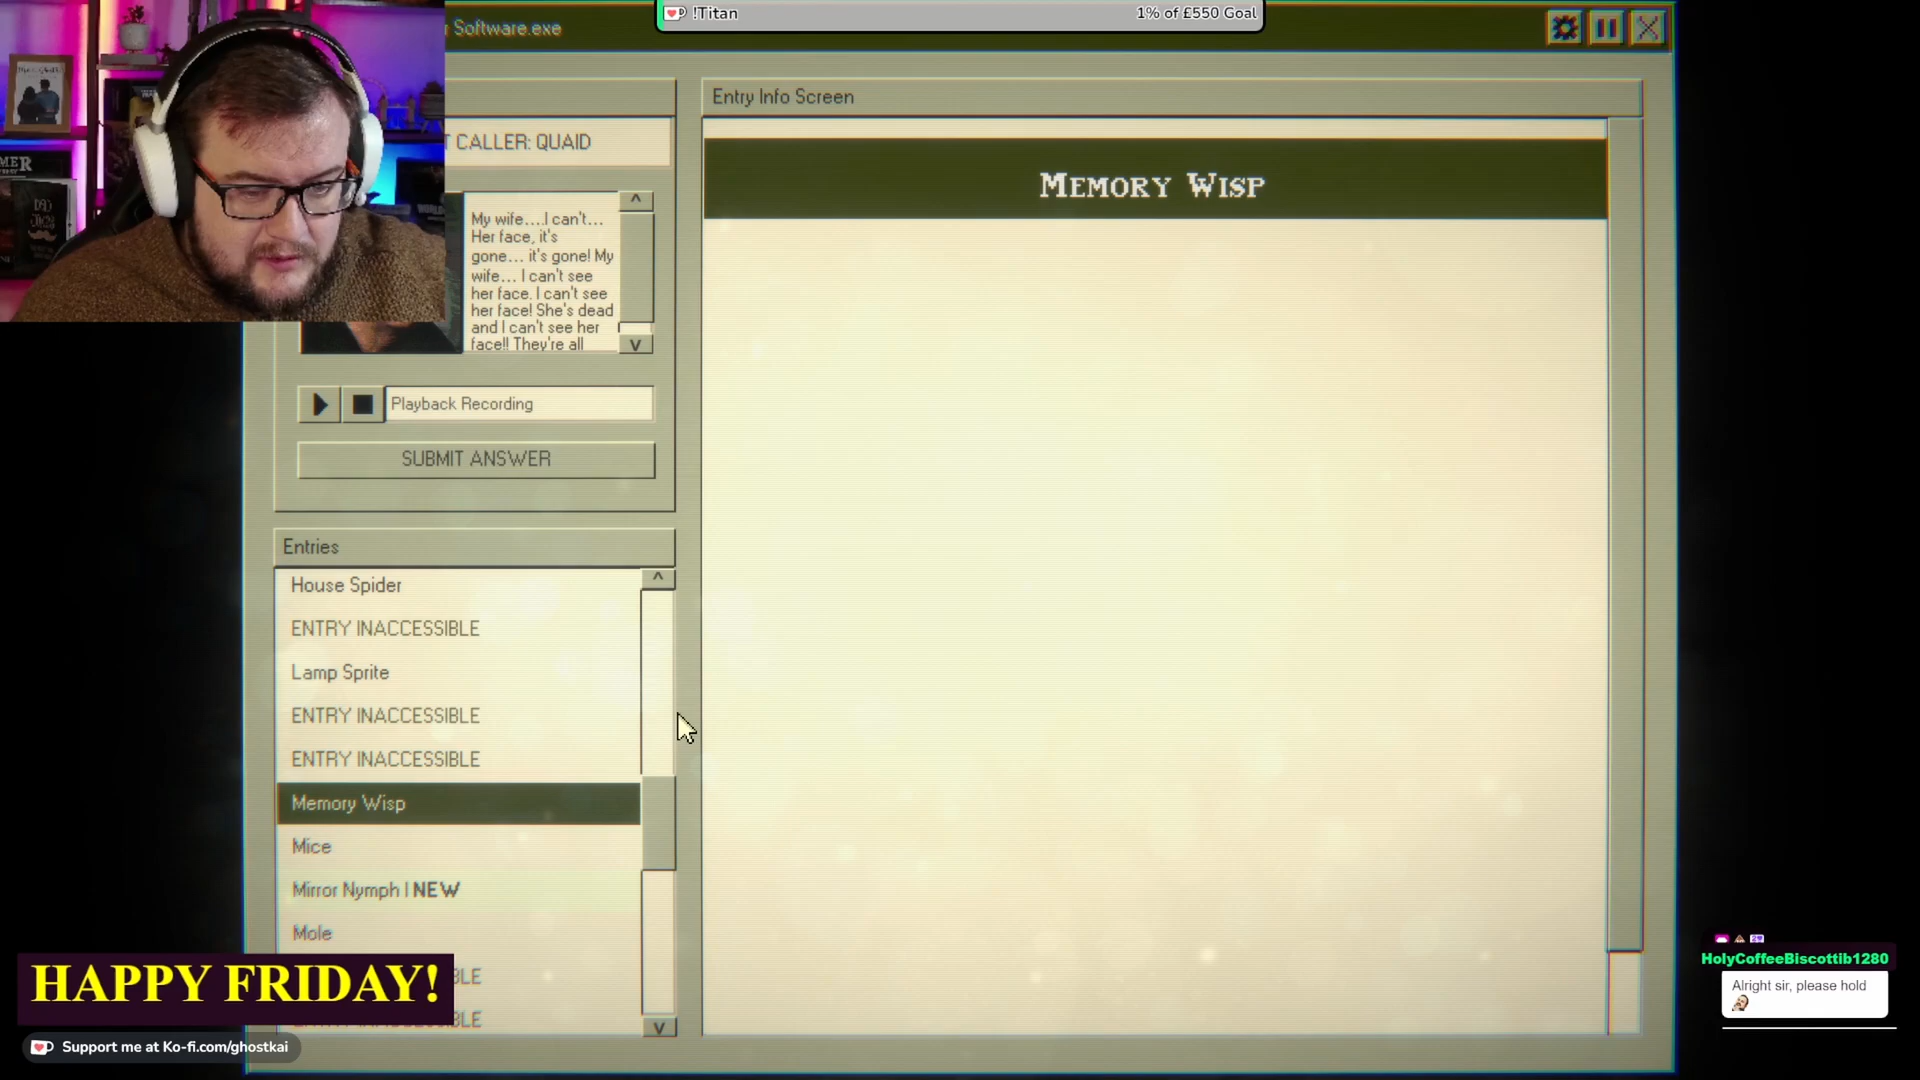 !Titan
1% of £550 Goal
Software.exe
Entry Info Screen
CALLER: QUAID
MEMORY WISP
My wife....I can't...
Her face, it's
gone... it's gone! My
wife... I can't see
her face. I can't see
her face! She's dead
and I can't see her
face!! They're all
Playback Recording
SUBMIT ANSWER
Entries
House Spider
ENTRY INACCESSIBLE
Lamp Sprite
ENTRY INACCESSIBLE
ENTRY INACCESSIBLE
Memory Wisp
Mice
Mirror Nymph | NEW
Mole
HAPPY FRIDAY!
Support me at Ko-fi.com/ghostkai
HolyCoffeeBiscottib1280
Alright sir, please hold